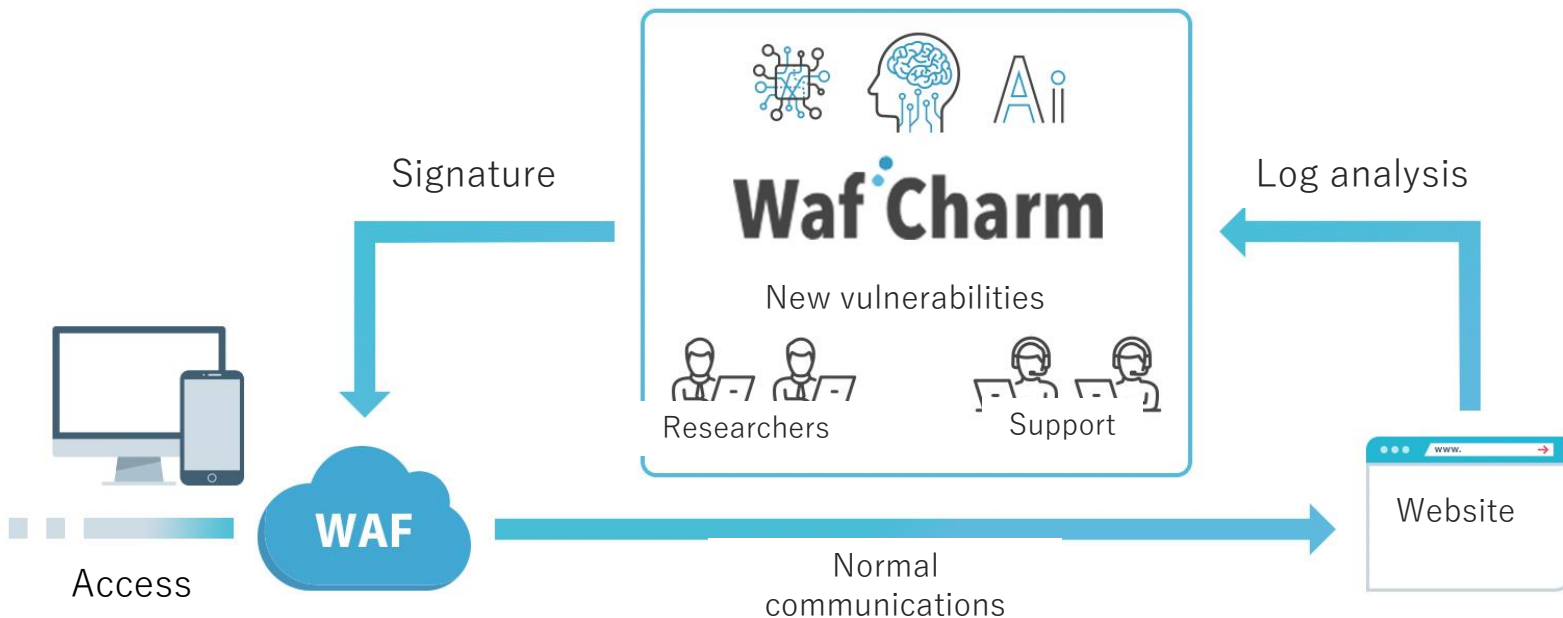 Ai
Signature
Log analysis
Waf Charm
New vulnerabilities
Researchers
Support
www.
Website
WAF
Access
Normal
communications